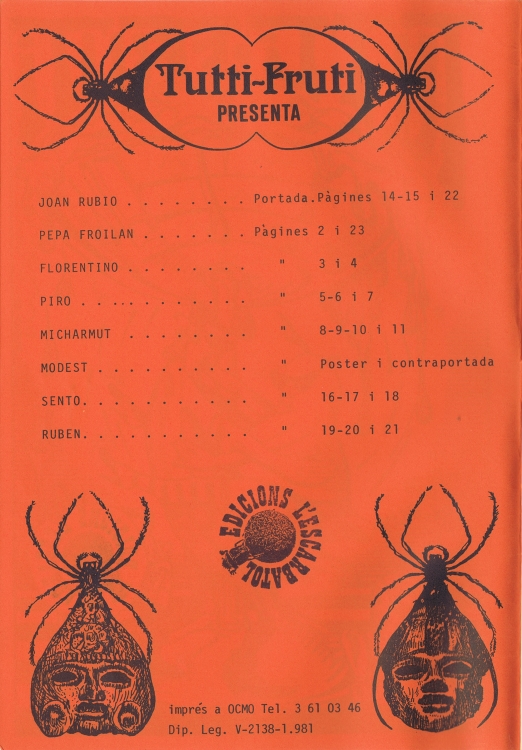 Tutti-Fruti
PRESENTA
JOAN RUBIO . . . . . . . . Portada.Pàgines 14-15 i 22
PEPA FROILAN . . . . . . . Pàgines 2 i 23
FLORENTINO . . . . . . . . " 3 i 4
PIRO . . . . . . . . . . . . " 5-6 i 7
MICHARMUT . . . . . . . . " 8-9-10 i 11
MODEST . . . . . . . . . . " Poster i contraportada
SENTO. . . . . . . . . . . " 16-17 i 18
RUBEN. . . . . . . . . . . " 19-20 i 21
EDICIONS L'ESCARBATOL
imprés a OCMO Tel. 3 61 03 46
Dip. Leg. V-2138-1.981